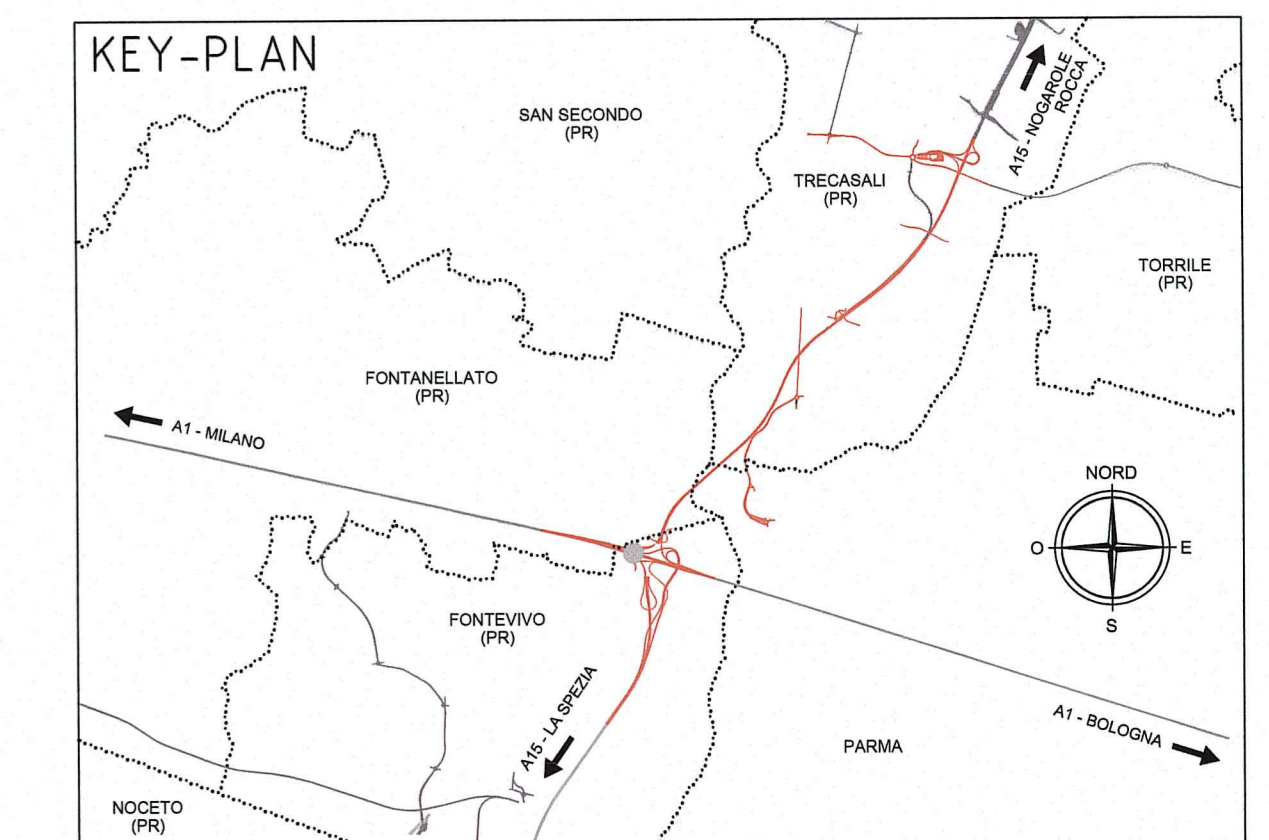 KEY-PLAN
SAN SECONDO
(PR)
A15 - NOGAROLE
ROCCA
TRECASALI
(PR)
TORRILE
(PR)
FONTANELLATO
(PR)
A1 - MILANO
NORD
O
E
S
FONTEVIVO
(PR)
A15 - LA SPEZIA
A1 - BOLOGNA
PARMA
NOCETO
(PR)